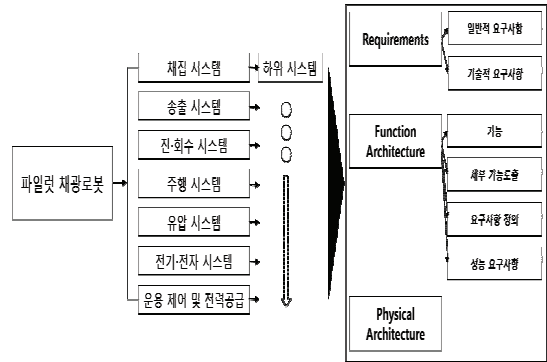 파일럿 채광로봇
채집 시스템
송출 시스템
진·회수 시스템
주행 시스템
유압 시스템
전기·전자 시스템
운용 제어 및 전력공급
하위 시스템
Requirements
일반적 요구사항
기술적 요구사항
Function
Architecture
기능
세부 기능도출
요구사항 정의
성능 요구사항
Physical
Architecture